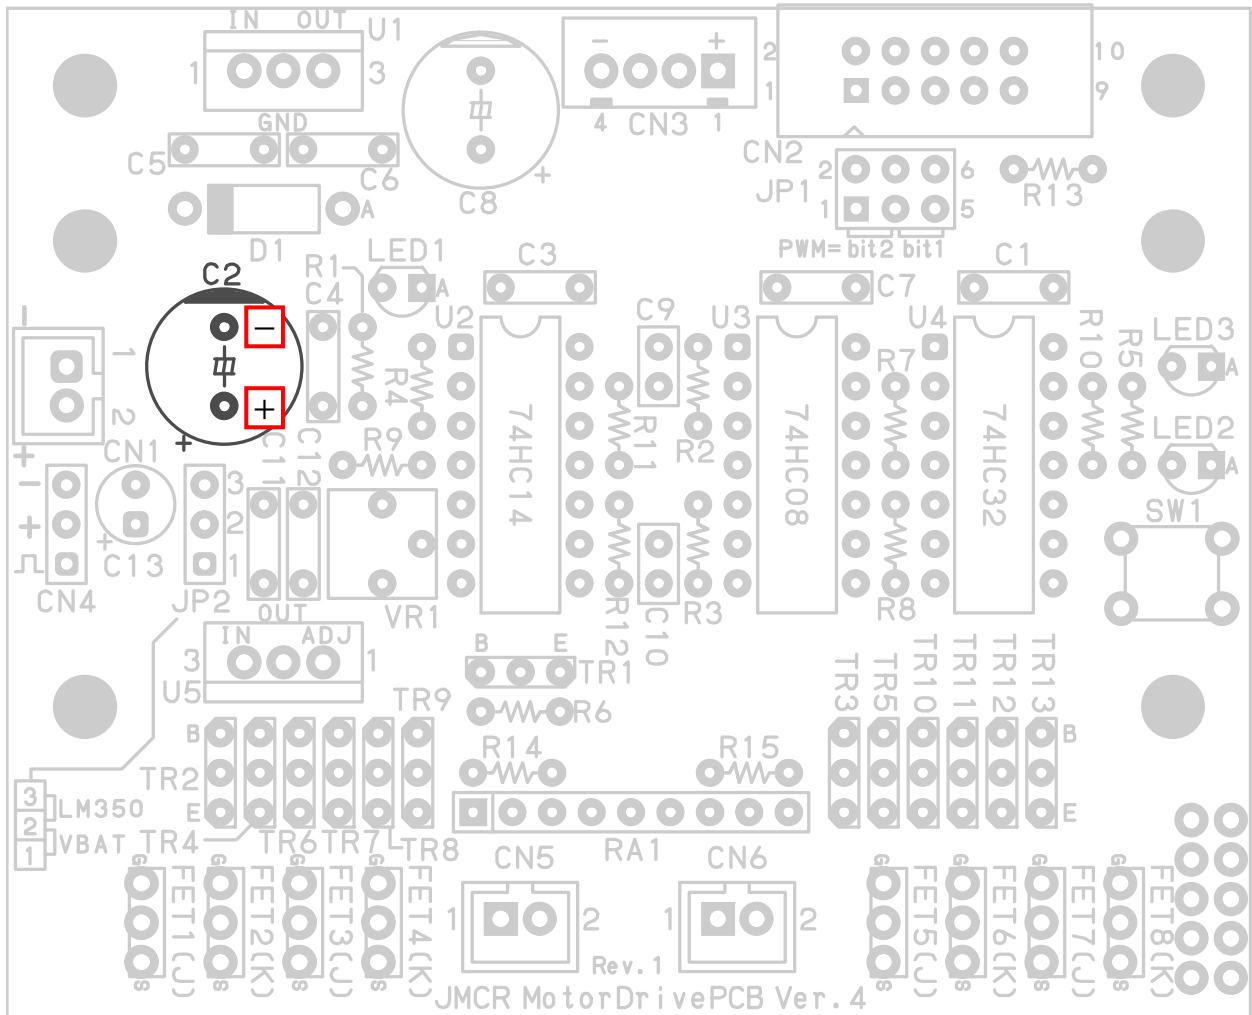 IN OUT U1
1 3
- +
4 CN3 1
2 10
1 9
GND
C5 C6
C8 +
CN2
JP1
2 6
1 5
R13
PWM= bit2 bit1
A
D1
LED1
A
R1
C4
C3
C7
C1
C2
-
+
+
- 1
2 +
CN1
U2
U3
U4
C9
R4
R9
R11
R2
R7
R10
R5
LED3
A
LED2
A
74HC14
74HC08
74HC32
C11
C12
-
+
CN4
+
C13
3
2
1
JP2
VR1
R12
C10
R3
R8
SW1
OUT
IN ADJ
3 1
U5
B E
TR1
R6
TR9
B
TR2
E
TR4 TR6 TR7 TR8
R14
R15
RA1
TR3
TR5
TR10
TR11
TR12
TR13
B
E
3
2
1
LM350
VBAT
G G G G
FET1(J)
FET2(K)
FET3(J)
FET4(K)
S S S S
CN5
1 2
CN6
1 2
G G G G
FET5(J)
FET6(K)
FET7(J)
FET8(K)
S S S S
Rev.1
JMCR MotorDrivePCB Ver.4